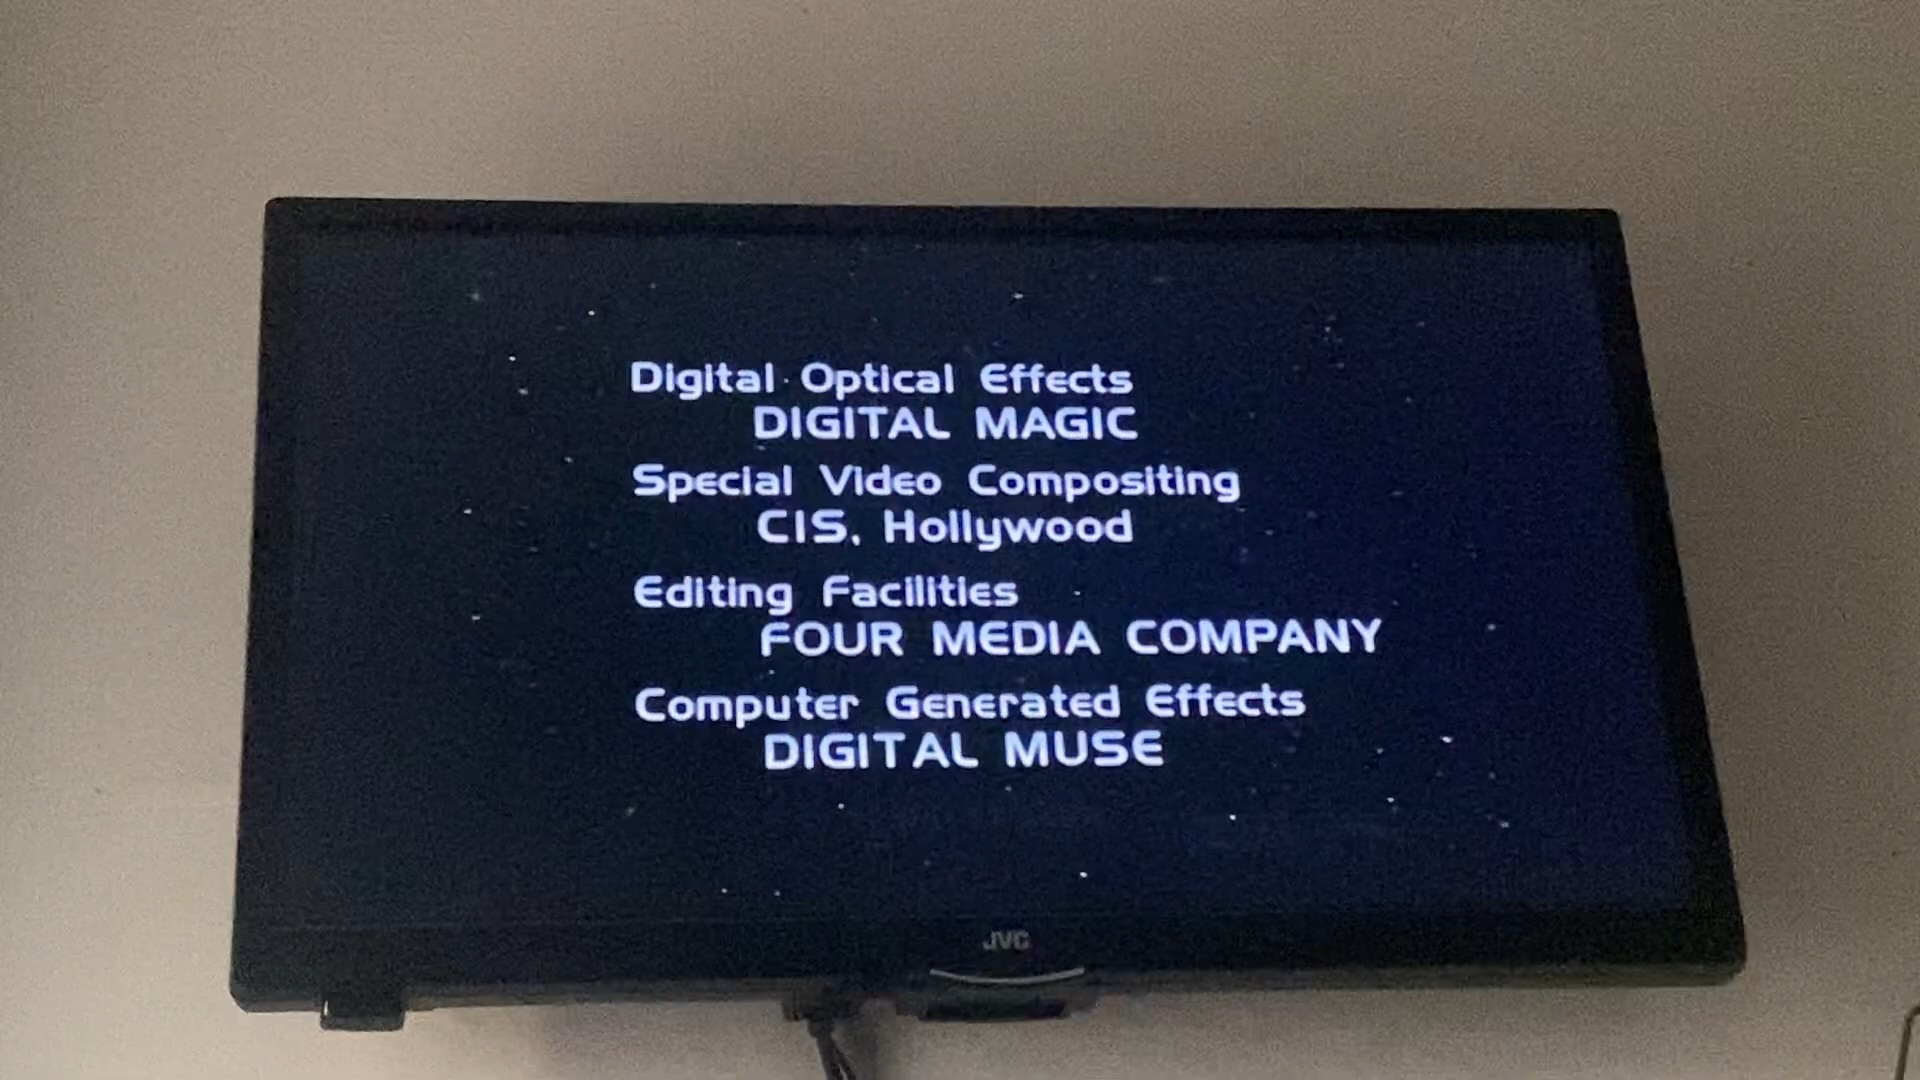 Digital Optical Effects
DIGITAL MAGIC
Special Video Compositing
CIS, Hollywood
Editing Facilities
FOUR MEDIA COMPANY
Computer Generated Effects
DIGITAL MUSE
JVC